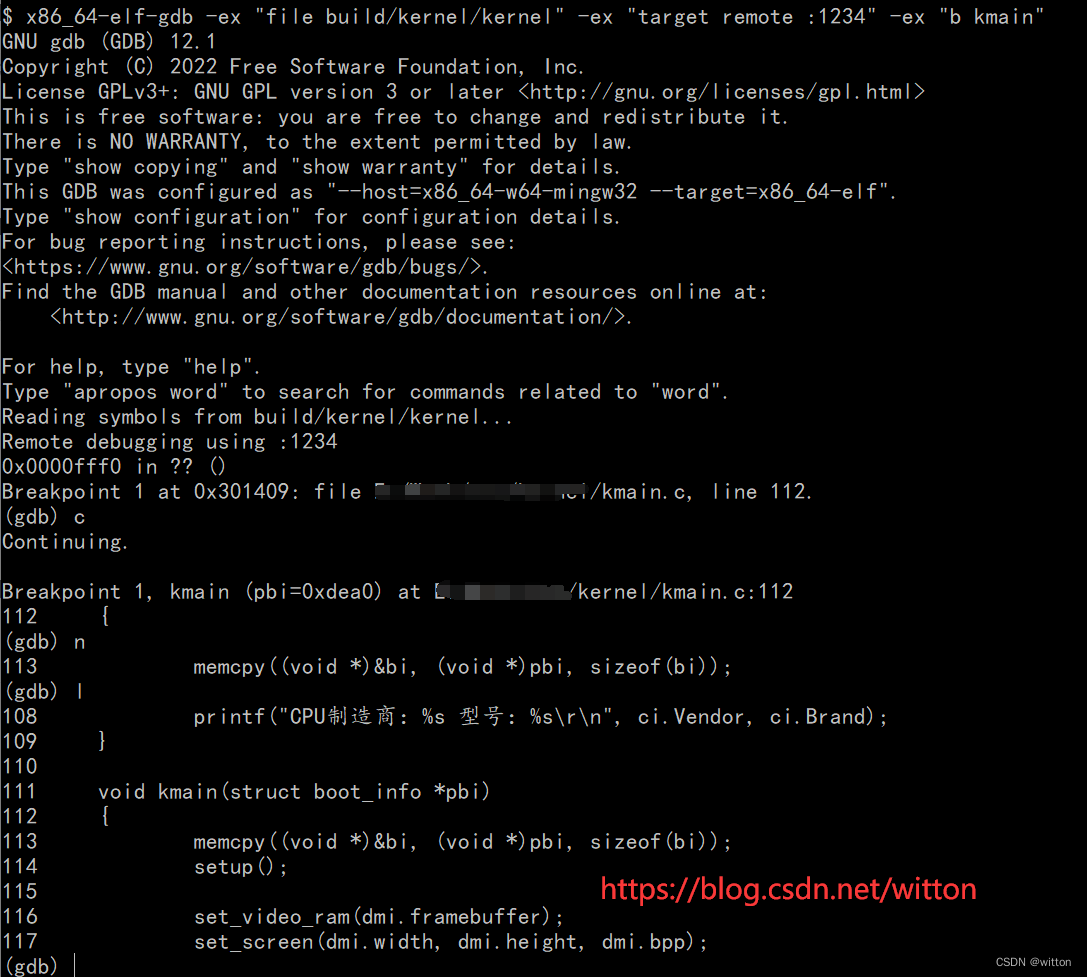 $ x86_64-elf-gdb -ex "file build/kernel/kernel" -ex "target remote :1234" -ex "b kmain"
GNU gdb (GDB) 12.1
Copyright (C) 2022 Free Software Foundation, Inc.
License GPLv3+: GNU GPL version 3 or later <http://gnu.org/licenses/gpl.html>
This is free software: you are free to change and redistribute it.
There is NO WARRANTY, to the extent permitted by law.
Type "show copying" and "show warranty" for details.
This GDB was configured as "--host=x86_64-w64-mingw32 --target=x86_64-elf".
Type "show configuration" for configuration details.
For bug reporting instructions, please see:
<https://www.gnu.org/software/gdb/bugs/>.
Find the GDB manual and other documentation resources online at:
    <http://www.gnu.org/software/gdb/documentation/>.

For help, type "help".
Type "apropos word" to search for commands related to "word".
Reading symbols from build/kernel/kernel...
Remote debugging using :1234
0x0000fff0 in ?? ()
Breakpoint 1 at 0x301409: file /kmain.c, line 112.
(gdb) c
Continuing.

Breakpoint 1, kmain (pbi=0xdea0) at /kernel/kmain.c:112
112     {
(gdb) n
113             memcpy((void *)&bi, (void *)pbi, sizeof(bi));
(gdb) l
108             printf("CPU制造商: %s 型号: %s\r\n", ci.Vendor, ci.Brand);
109     }
110
111     void kmain(struct boot_info *pbi)
112     {
113             memcpy((void *)&bi, (void *)pbi, sizeof(bi));
114             setup();
115
https://blog.csdn.net/witton
116             set_video_ram(dmi.framebuffer);
117             set_screen(dmi.width, dmi.height, dmi.bpp);
(gdb)
CSDN @witton